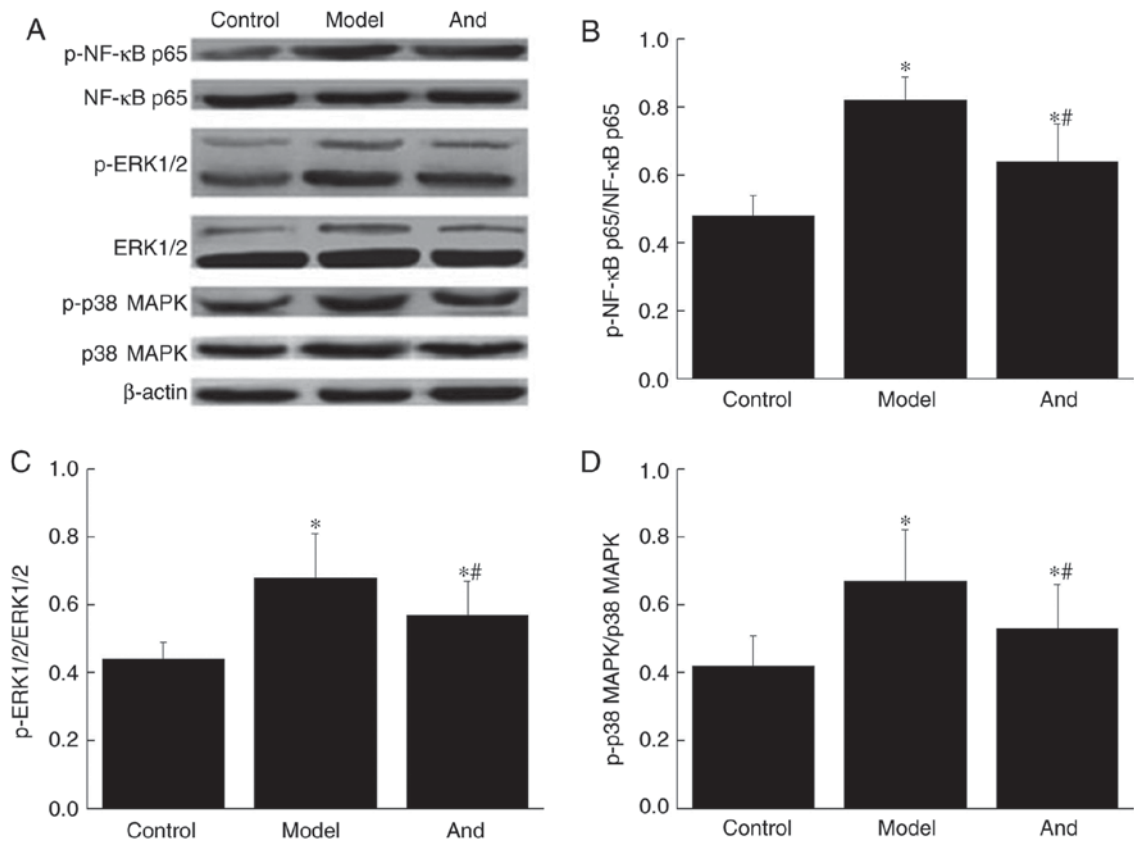 A
Control Model And
p-NF-κB p65
NF-κB p65
p-ERK1/2
ERK1/2
p-p38 MAPK
p38 MAPK
β-actin
B
p-NF-κB p65/NF-κB p65
1.0
0.8
0.6
0.4
0.2
0.0
*
*#
Control Model And
C
p-ERK1/2/ERK1/2
1.0
0.8
0.6
0.4
0.2
0.0
*
*#
Control Model And
D
p-p38 MAPK/p38 MAPK
1.0
0.8
0.6
0.4
0.2
0.0
*
*#
Control Model And